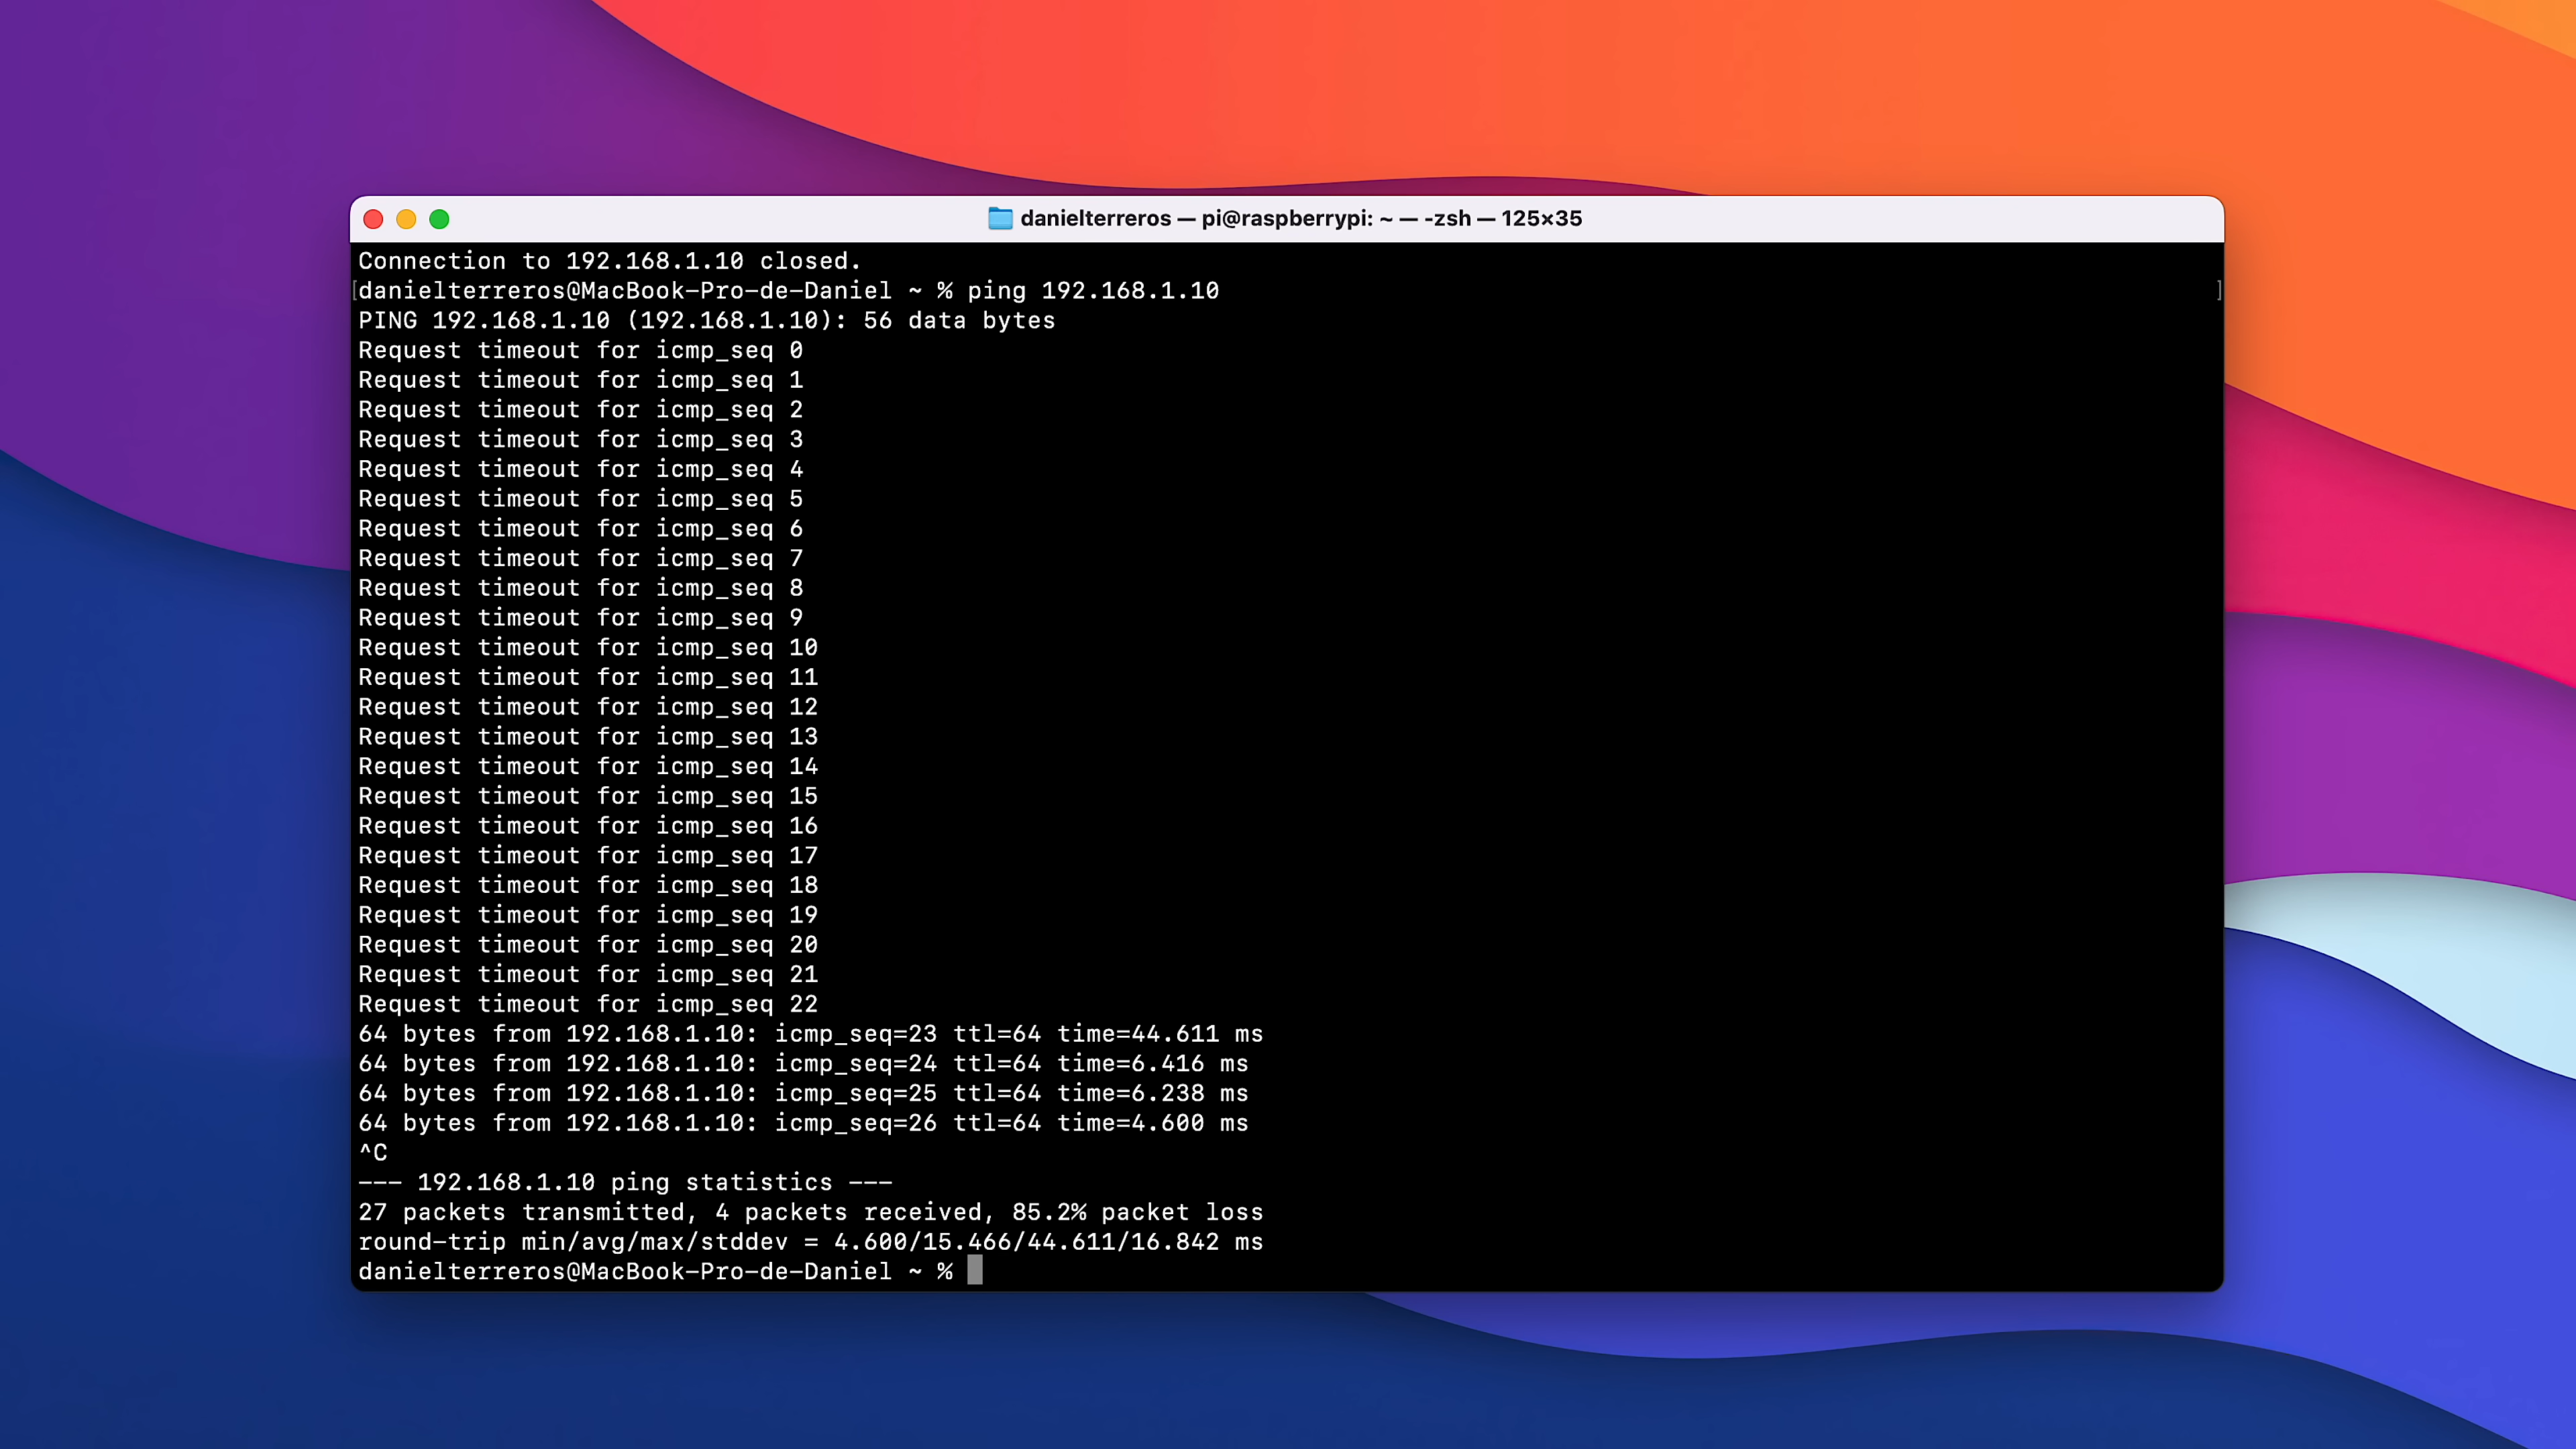 danielterreros — pi@raspberrypi: ~ — -zsh — 125×35
Connection to 192.168.1.10 closed.
[danielterreros@MacBook-Pro-de-Daniel ~ % ping 192.168.1.10 ]
PING 192.168.1.10 (192.168.1.10): 56 data bytes
Request timeout for icmp_seq 0
Request timeout for icmp_seq 1
Request timeout for icmp_seq 2
Request timeout for icmp_seq 3
Request timeout for icmp_seq 4
Request timeout for icmp_seq 5
Request timeout for icmp_seq 6
Request timeout for icmp_seq 7
Request timeout for icmp_seq 8
Request timeout for icmp_seq 9
Request timeout for icmp_seq 10
Request timeout for icmp_seq 11
Request timeout for icmp_seq 12
Request timeout for icmp_seq 13
Request timeout for icmp_seq 14
Request timeout for icmp_seq 15
Request timeout for icmp_seq 16
Request timeout for icmp_seq 17
Request timeout for icmp_seq 18
Request timeout for icmp_seq 19
Request timeout for icmp_seq 20
Request timeout for icmp_seq 21
Request timeout for icmp_seq 22
64 bytes from 192.168.1.10: icmp_seq=23 ttl=64 time=44.611 ms
64 bytes from 192.168.1.10: icmp_seq=24 ttl=64 time=6.416 ms
64 bytes from 192.168.1.10: icmp_seq=25 ttl=64 time=6.238 ms
64 bytes from 192.168.1.10: icmp_seq=26 ttl=64 time=4.600 ms
^C
--- 192.168.1.10 ping statistics ---
27 packets transmitted, 4 packets received, 85.2% packet loss
round-trip min/avg/max/stddev = 4.600/15.466/44.611/16.842 ms
danielterreros@MacBook-Pro-de-Daniel ~ %